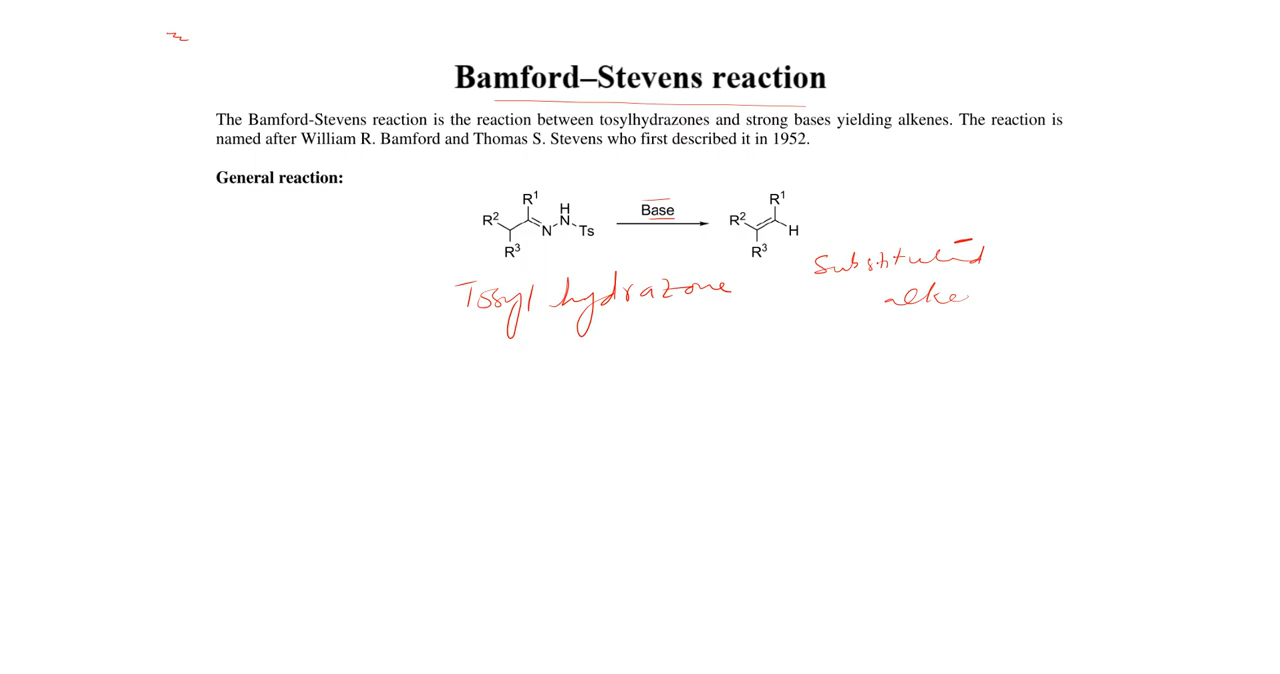 Bamford–Stevens reaction
The Bamford-Stevens reaction is the reaction between tosylhydrazones and strong bases yielding alkenes. The reaction is
named after William R. Bamford and Thomas S. Stevens who first described it in 1952.
General reaction:
R1 H N N Ts R2 R3
Base
R1 R2 R3 H
Tosyl hydrazone
Substituted
alke